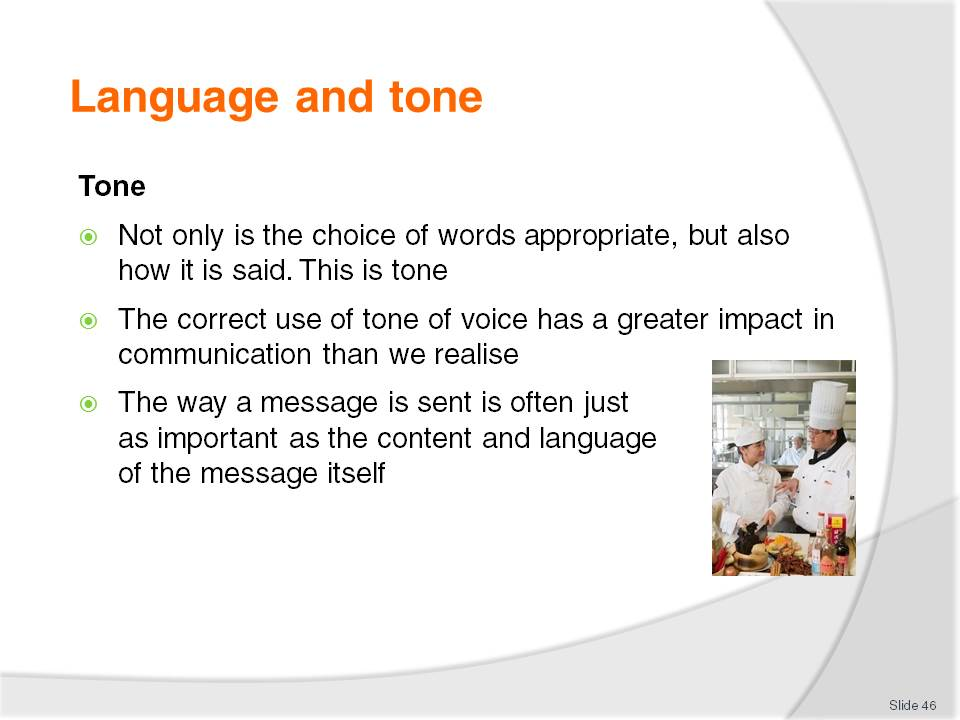 Language and tone
Tone
Not only is the choice of words appropriate, but also
how it is said. This is tone
The correct use of tone of voice has a greater impact in
communication than we realise
The way a message is sent is often just
as important as the content and language
of the message itself
Slide 46